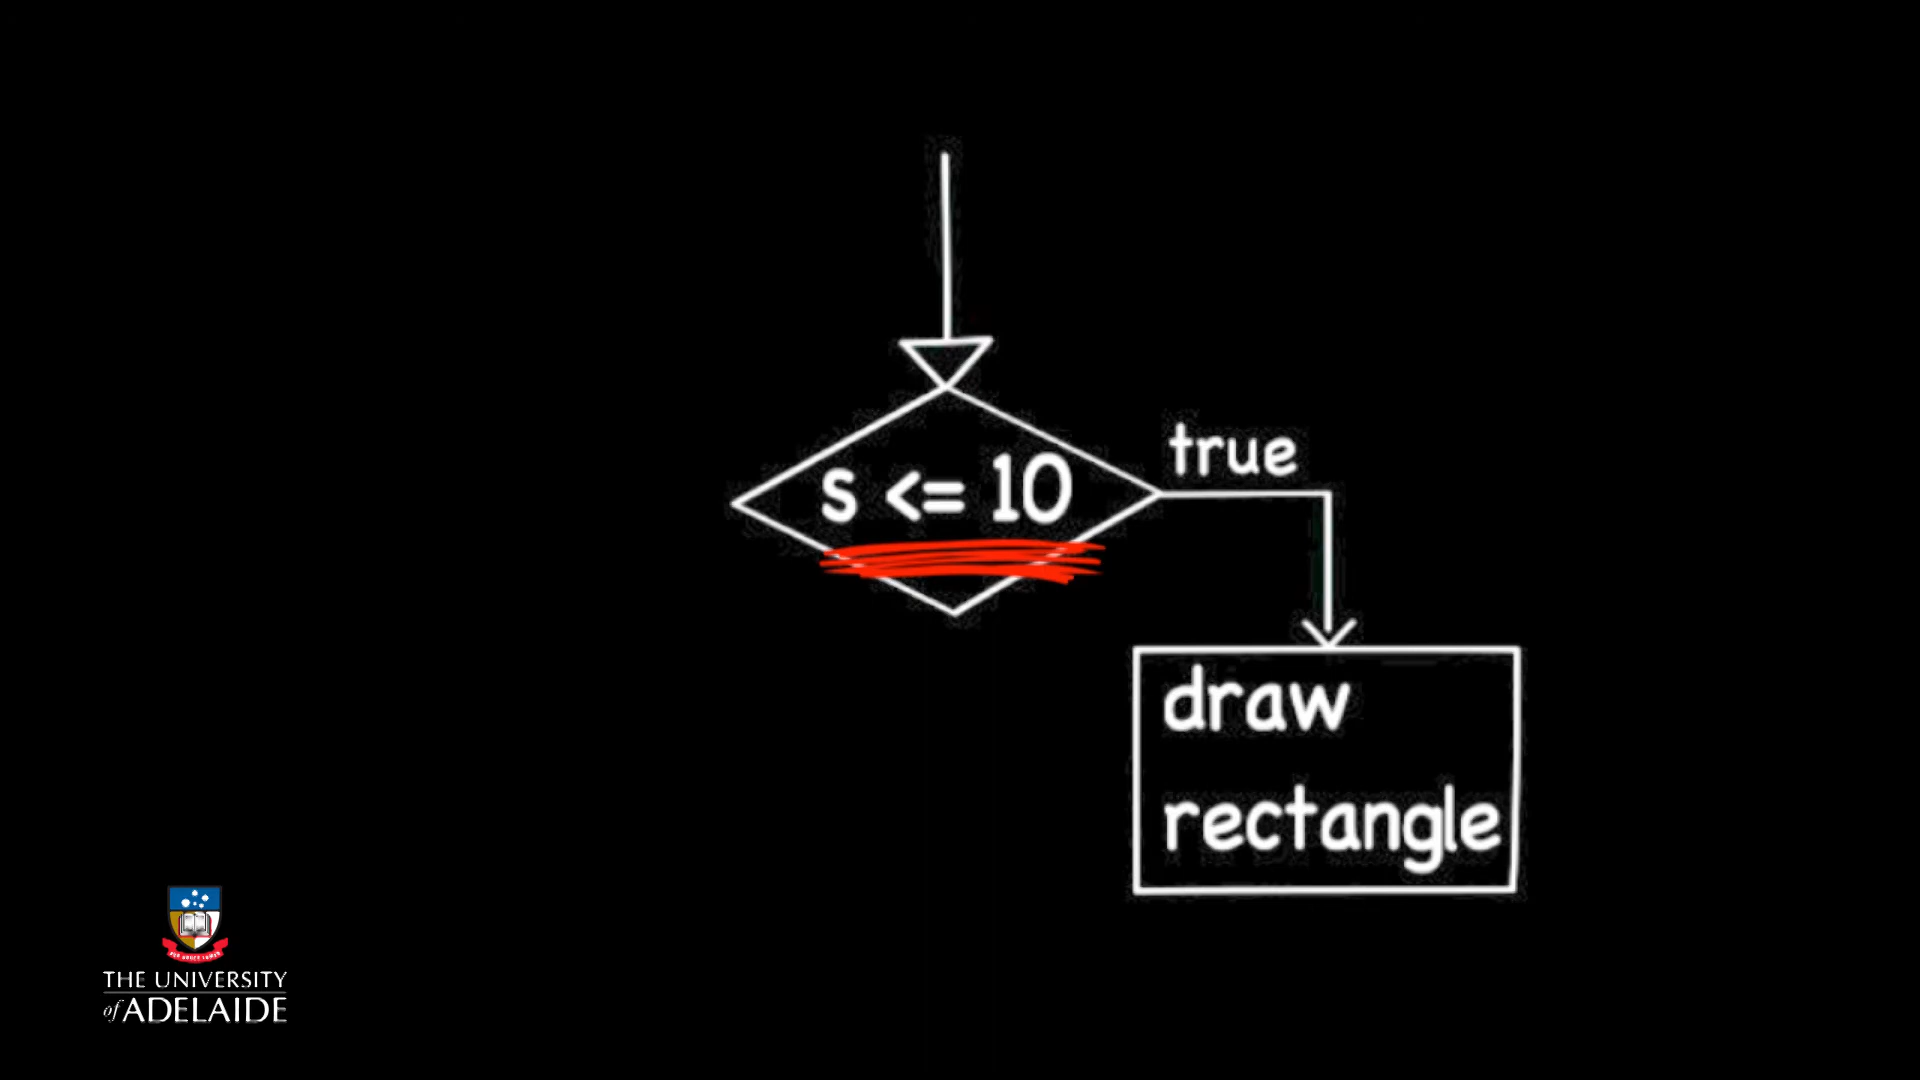 s <= 10
true
draw
rectangle
THE UNIVERSITY
of ADELAIDE